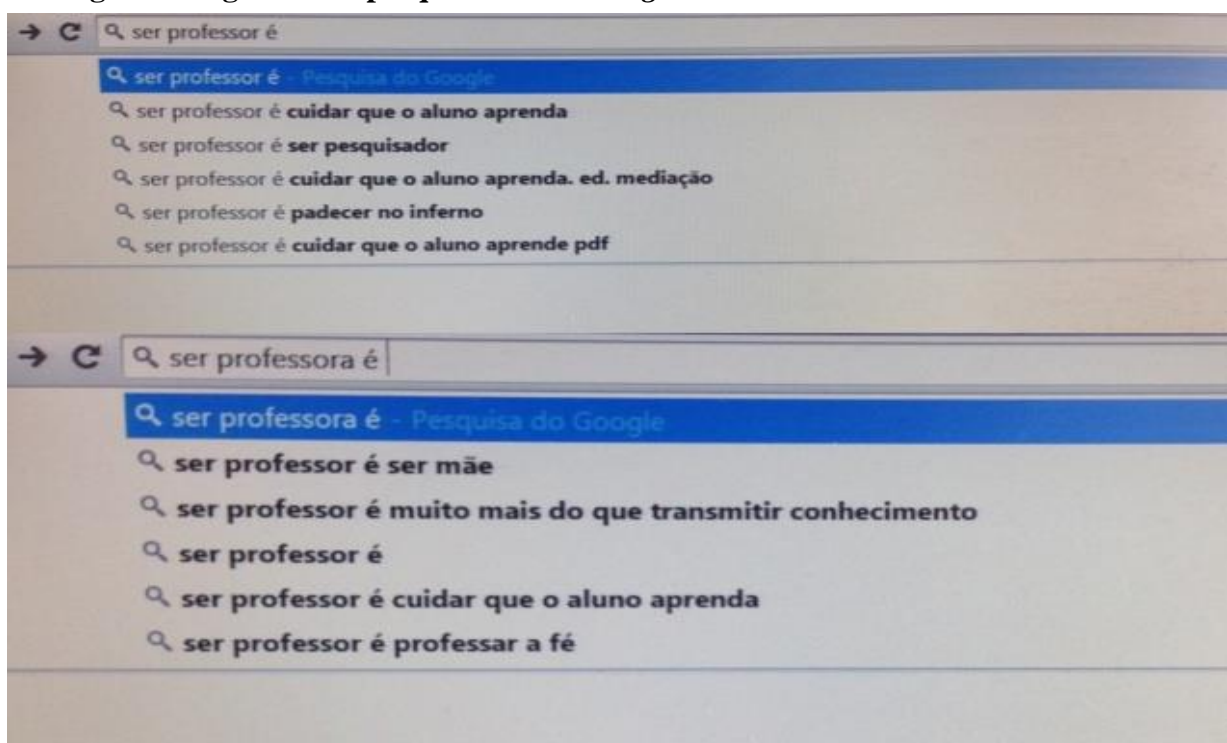 ser professor é
ser professor é - Pesquisa do Google
ser professor é cuidar que o aluno aprenda
ser professor é ser pesquisador
ser professor é cuidar que o aluno aprenda. ed. mediação
ser professor é padecer no inferno
ser professor é cuidar que o aluno aprende pdf
ser professora é
ser professora é - Pesquisa do Google
ser professor é ser mãe
ser professor é muito mais do que transmitir conhecimento
ser professor é
ser professor é cuidar que o aluno aprenda
ser professor é professar a fé